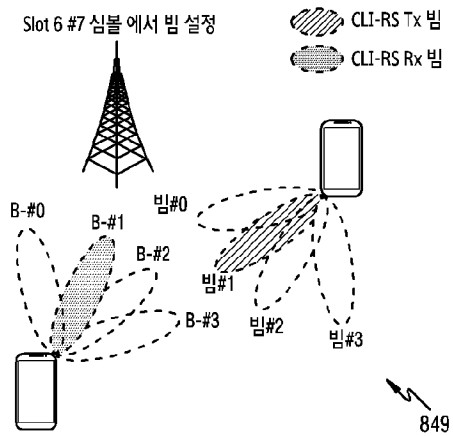 Slot 6 #7 심볼 에서 빔 설정
CLI-RS Tx 빔
CLI-RS Rx 빔
빔#0
B-#0
B-#1
B-#2
빔#1
B-#3
빔#2
빔#3
849